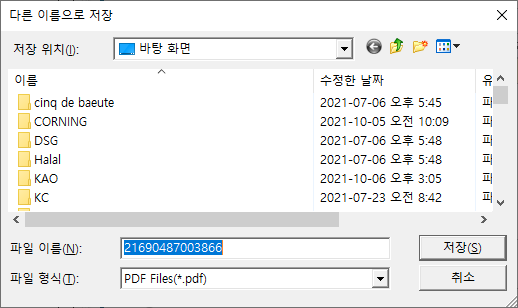 다른 이름으로 저장
저장 위치(I): 바탕 화면
이름 수정한 날짜 유
cinq de baeute 2021-07-06 오후 5:45 파
CORNING 2021-10-05 오전 10:09 파
DSG 2021-07-06 오후 5:48 파
Halal 2021-07-06 오후 5:48 파
KAO 2021-10-06 오후 3:05 파
KC 2021-07-23 오전 8:42 파
파일 이름(N): 21690487003866 저장(S)
파일 형식(T): PDF Files(*.pdf) 취소